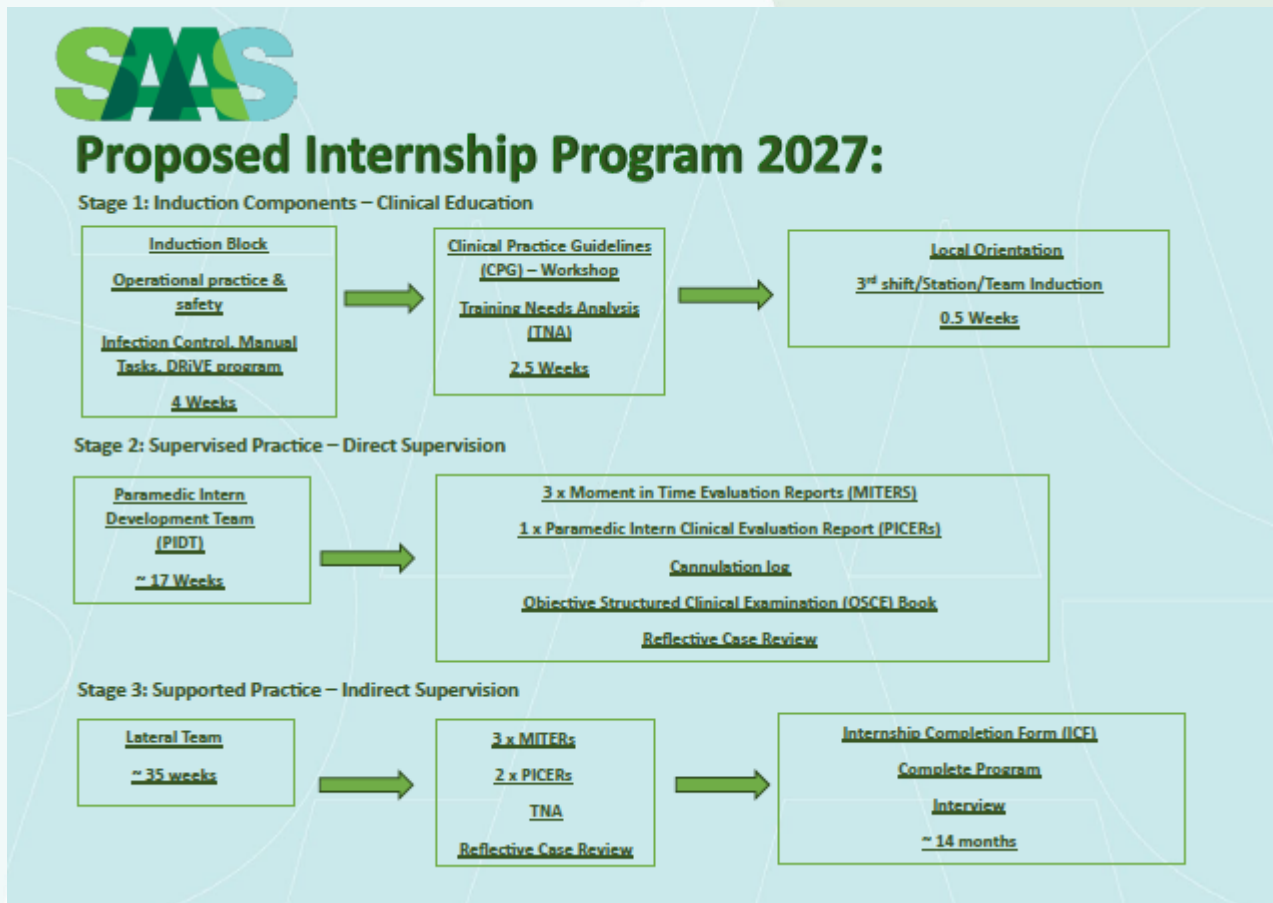 SAAS
Proposed Internship Program 2027:
Stage 1: Induction Components – Clinical Education
Induction Block
Operational practice &
safety
Infection Control, Manual
Tasks, DRiVE program
4 Weeks
Clinical Practice Guidelines
(CPG) – Workshop
Training Needs Analysis
(TNA)
2.5 Weeks
Local Orientation
3rd shift/Station/Team Induction
0.5 Weeks
Stage 2: Supervised Practice – Direct Supervision
Paramedic Intern
Development Team
(PIDT)
~ 17 Weeks
3 x Moment in Time Evaluation Reports (MITERS)
1 x Paramedic Intern Clinical Evaluation Report (PICERs)
Cannulation log
Objective Structured Clinical Examination (OSCE) Book
Reflective Case Review
Stage 3: Supported Practice – Indirect Supervision
Lateral Team
~ 35 weeks
3 x MITERs
2 x PICERs
TNA
Reflective Case Review
Internship Completion Form (ICF)
Complete Program
Interview
~ 14 months